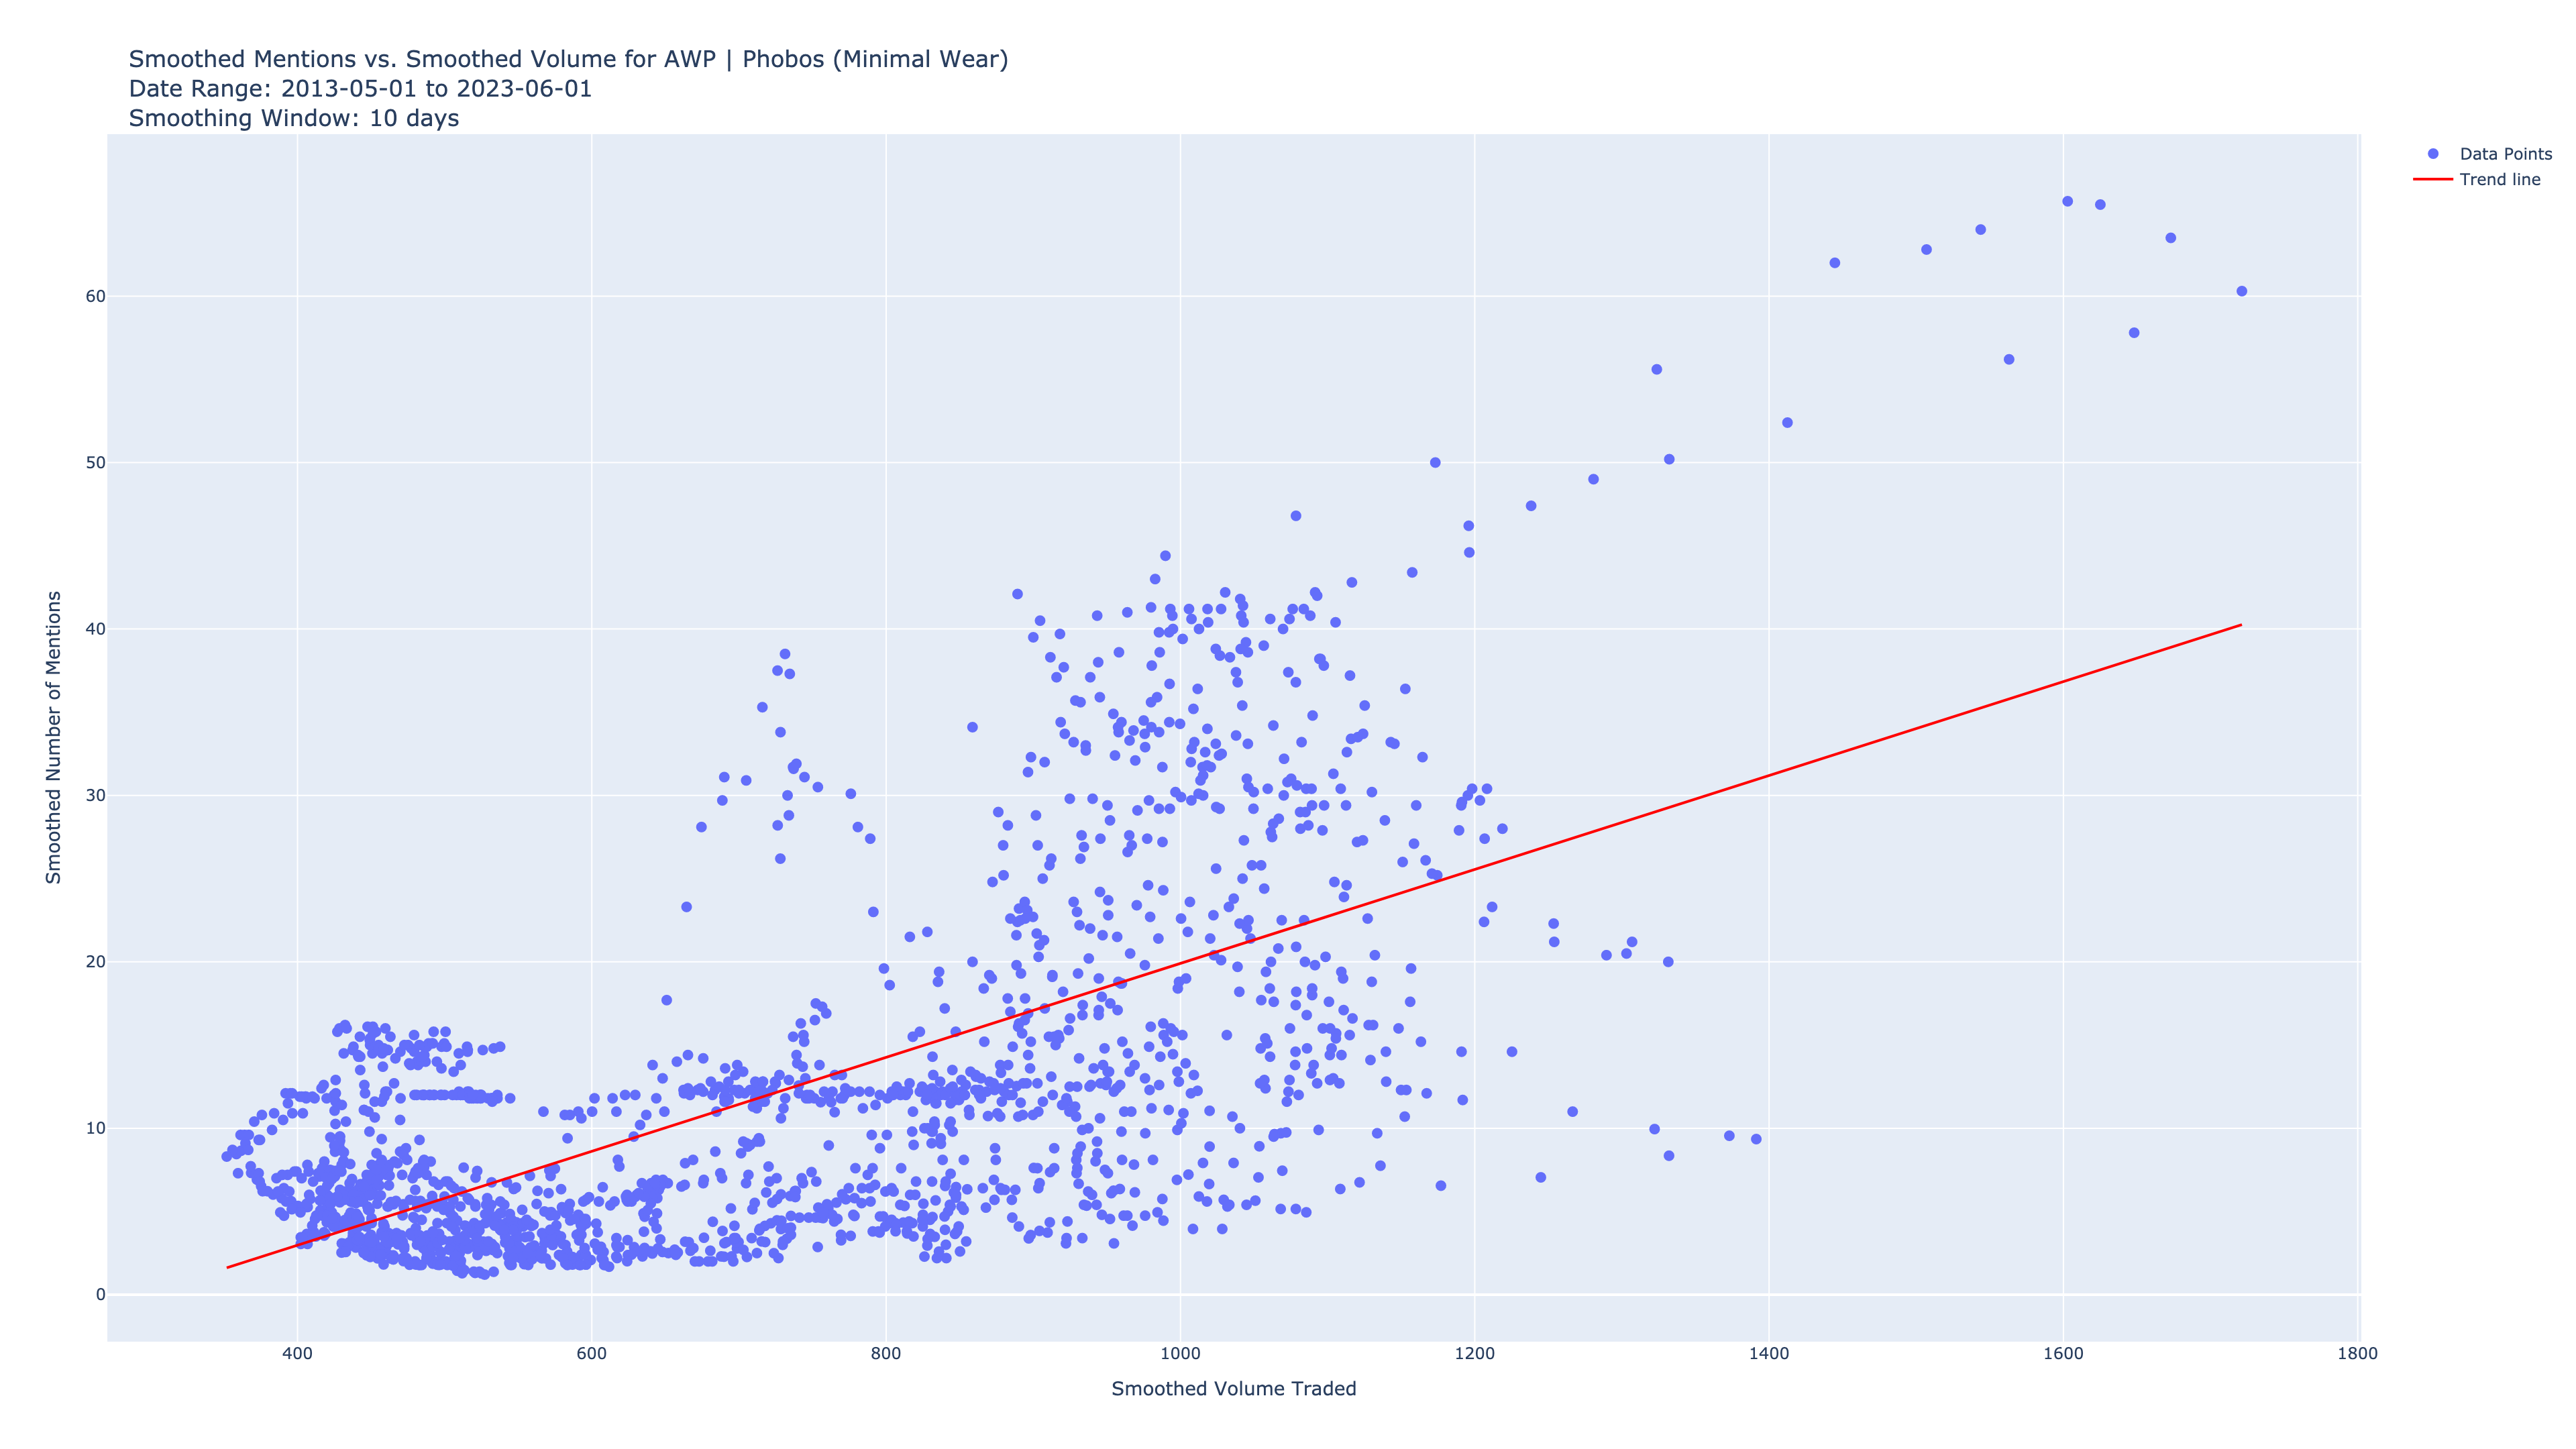 Smoothed Mentions vs. Smoothed Volume for AWP | Phobos (Minimal Wear)
Date Range: 2013-05-01 to 2023-06-01
Smoothing Window: 10 days
Data Points
Trend line
60
50
40
30
20
10
0
Smoothed Number of Mentions
400 600 800 1000 1200 1400 1600 1800
Smoothed Volume Traded